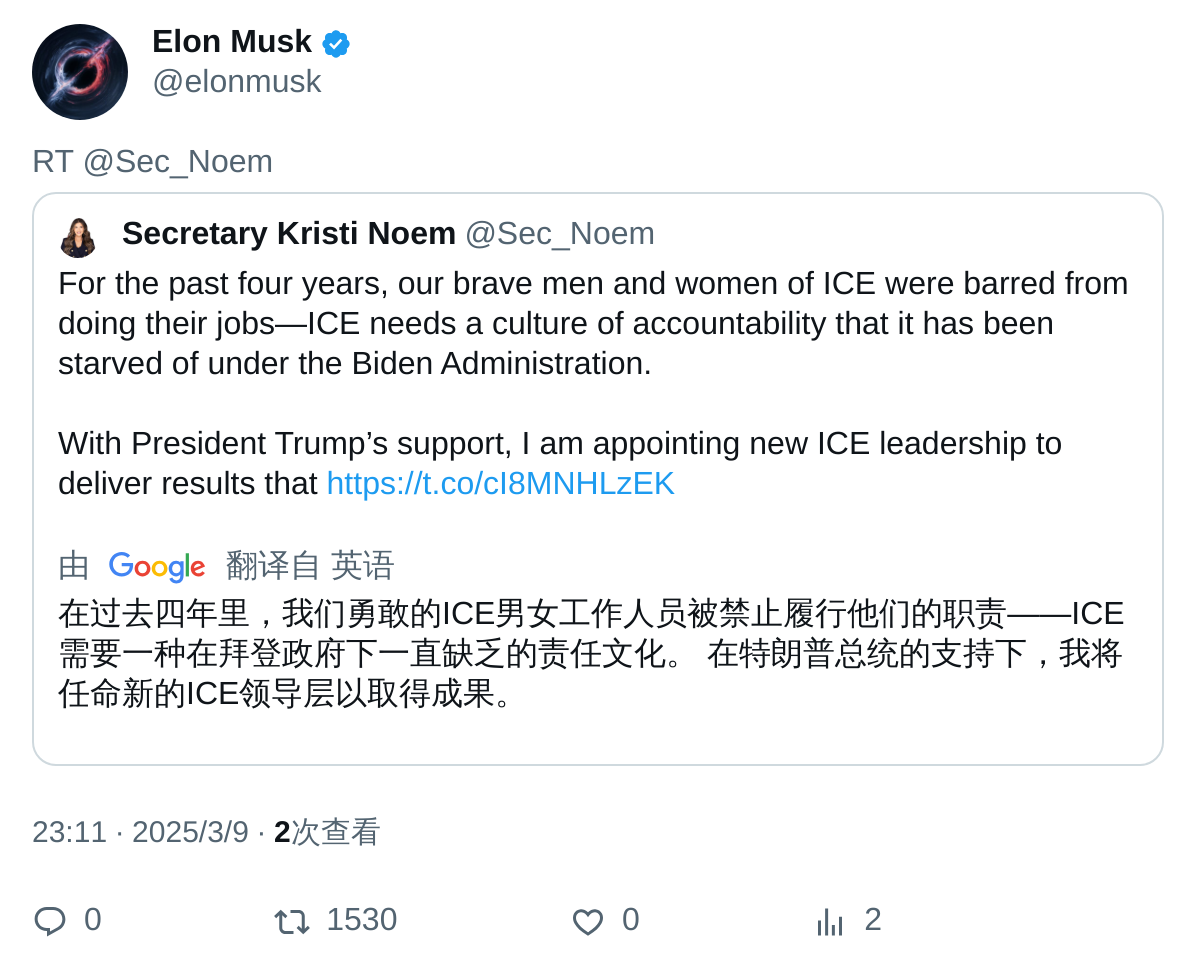 Elon Musk
@elonmusk
RT @Sec_Noem
Secretary Kristi Noem @Sec_Noem
For the past four years, our brave men and women of ICE were barred from
doing their jobs—ICE needs a culture of accountability that it has been
starved of under the Biden Administration.
With President Trump’s support, I am appointing new ICE leadership to
deliver results that https://t.co/cI8MNHLzEK
由 Google 翻译自 英语
在过去四年里，我们勇敢的ICE男女工作人员被禁止履行他们的职责——ICE
需要一种在拜登政府下一直缺乏的责任文化。 在特朗普总统的支持下，我将
任命新的ICE领导层以取得成果。
23:11 · 2025/3/9 · 2次查看
0 1530 0 2